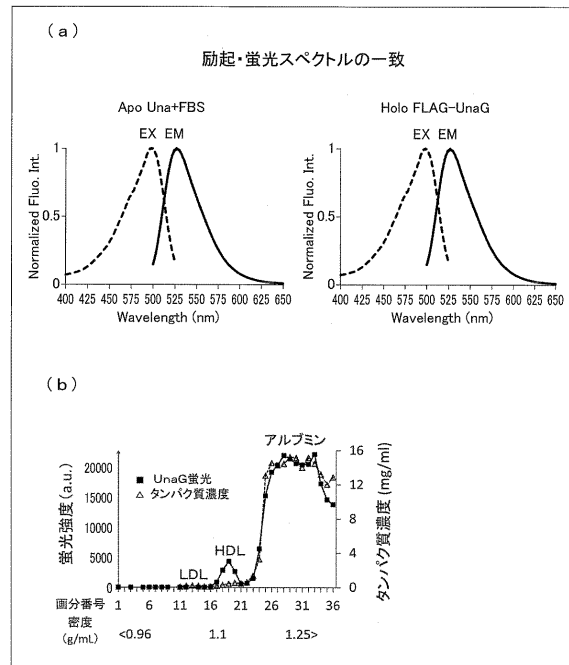 (a)
励起・蛍光スペクトルの一致
Apo Una+FBS
EX EM
Normalized Fluo. Int.
1
0.5
0
400 425 450 475 500 525 550 575 600 625 650
Wavelength (nm)
Holo FLAG-UnaG
EX EM
Normalized Fluo. Int.
1
0.5
0
400 425 450 475 500 525 550 575 600 625 650
Wavelength (nm)
(b)
アルブミン
蛍光強度(a.u.)
20000
15000
10000
5000
0
■ UnaG蛍光
△ タンパク質濃度
LDL
HDL
16
12
8
4
0
タンパク質濃度(mg/ml)
画分番号 1 6 11 16 21 26 31 36
密度 (g/mL) <0.96 1.1 1.25>